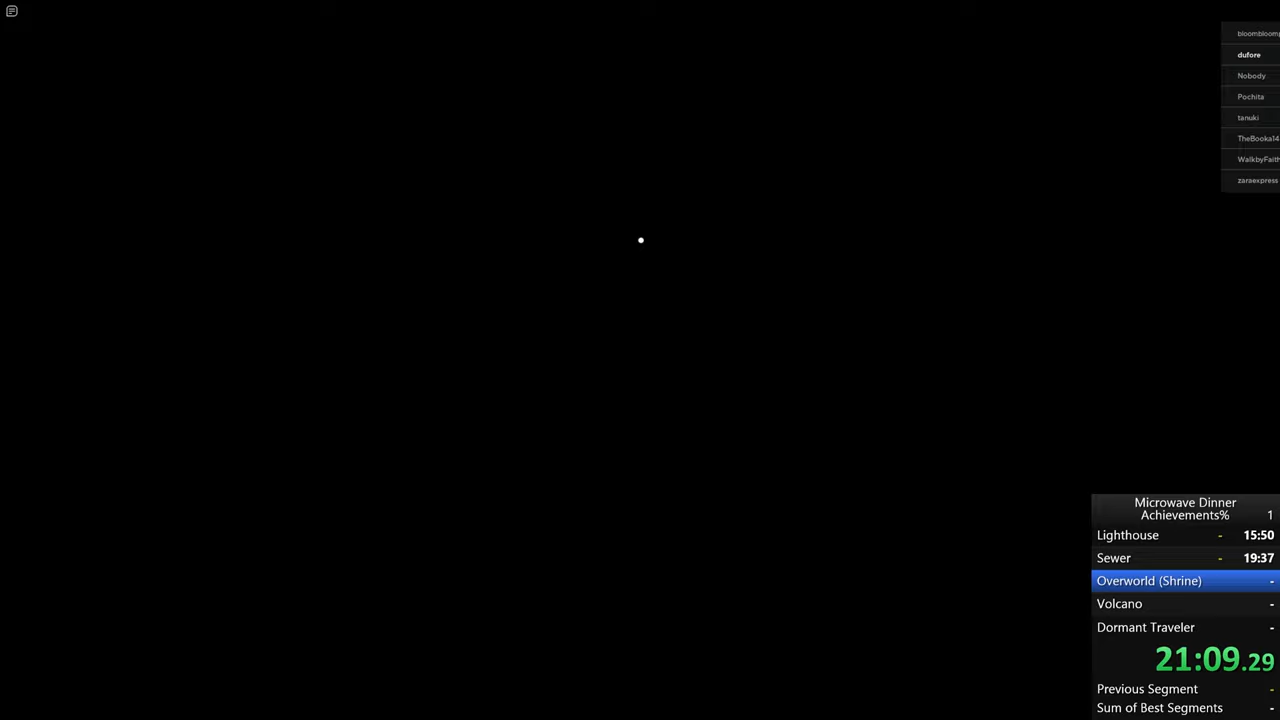 bloombloom
dufore
Nobody
Pochita
tanuki
TheBooka14
WalkbyFaith
zaraexpress
Microwave Dinner
Achievements% 1
Lighthouse - 15:50
Sewer - 19:37
Overworld (Shrine) -
Volcano -
Dormant Traveler -
21:09.29
Previous Segment -
Sum of Best Segments -